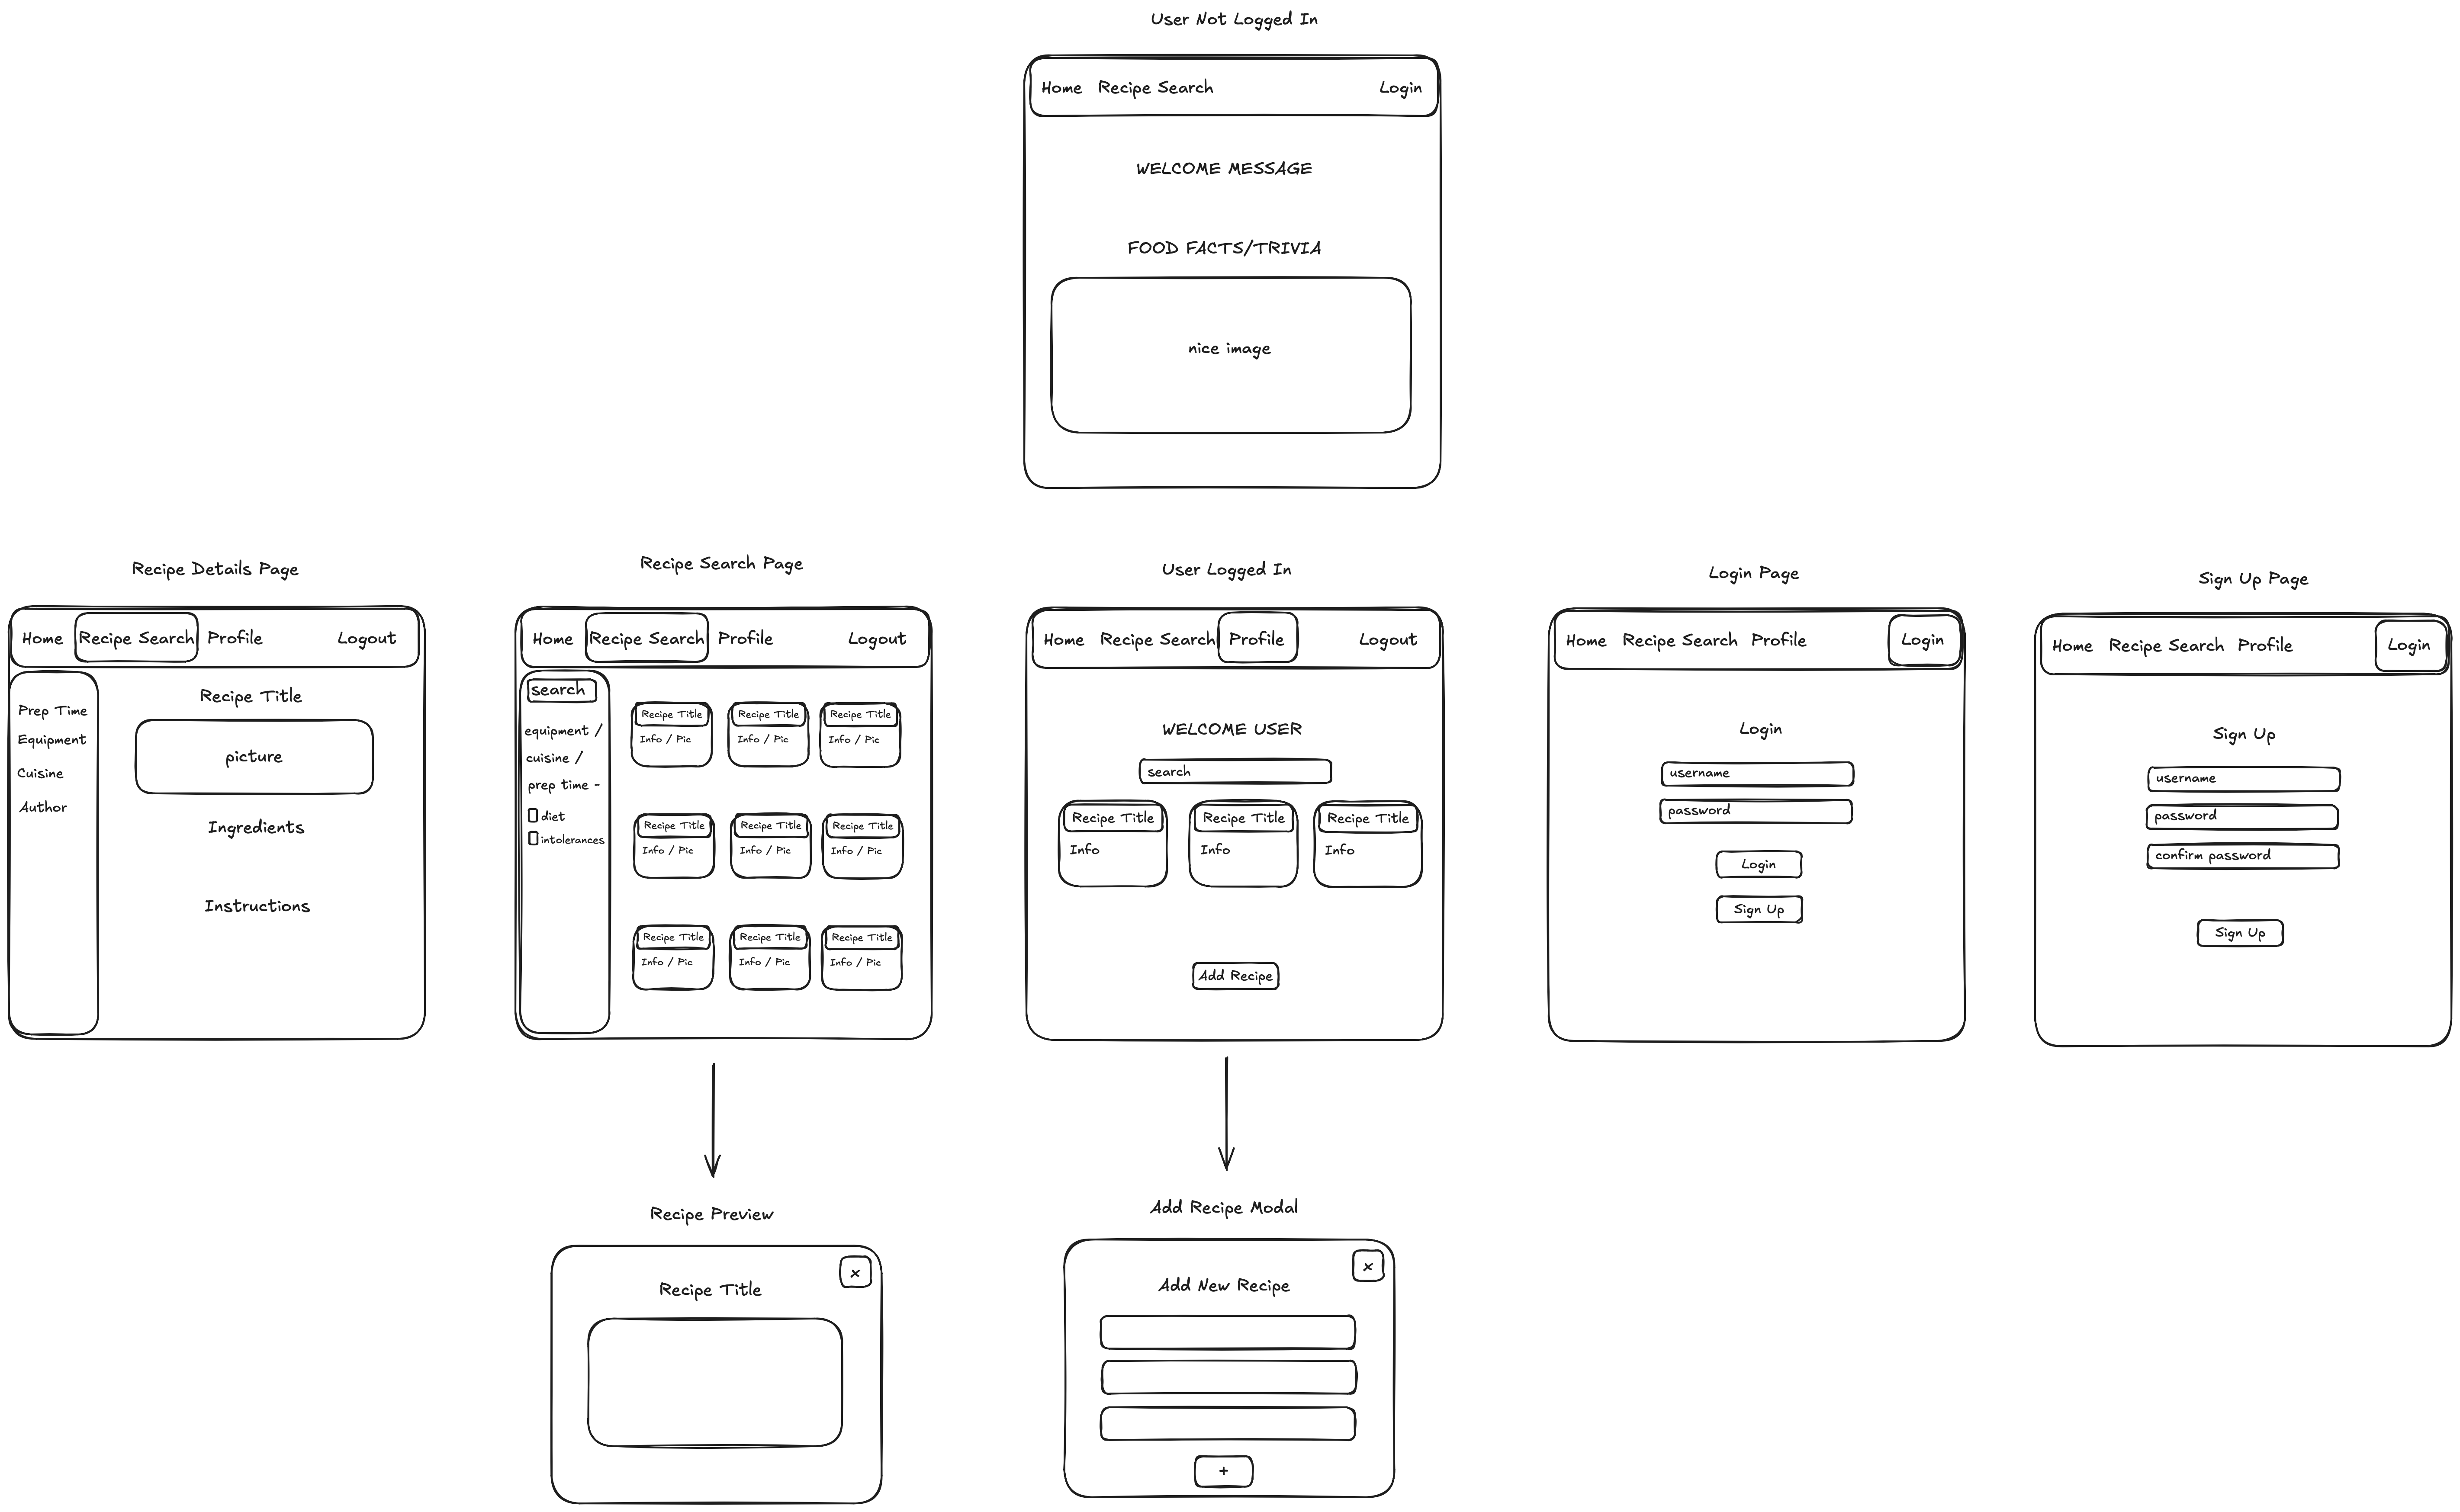 User Not Logged In
Home Recipe Search Login
WELCOME MESSAGE
FOOD FACTS/TRIVIA
nice image
Recipe Details Page
Home Recipe Search Profile Logout
Prep Time
Equipment
Cuisine
Author
Recipe Title
picture
Ingredients
Instructions
Recipe Search Page
Home Recipe Search Profile Logout
search
equipment /
cuisine /
prep time -
diet
intolerances
Recipe Title Recipe Title Recipe Title
Info / Pic Info / Pic Info / Pic
Recipe Title Recipe Title Recipe Title
Info / Pic Info / Pic Info / Pic
Recipe Title Recipe Title Recipe Title
Info / Pic Info / Pic Info / Pic
User Logged In
Home Recipe Search Profile Logout
WELCOME USER
search
Recipe Title Recipe Title Recipe Title
Info Info Info
Add Recipe
Login Page
Home Recipe Search Profile Login
Login
username
password
Login
Sign Up
Sign Up Page
Home Recipe Search Profile Login
Sign Up
username
password
confirm password
Sign Up
Recipe Preview
x
Recipe Title
Add Recipe Modal
x
Add New Recipe
+